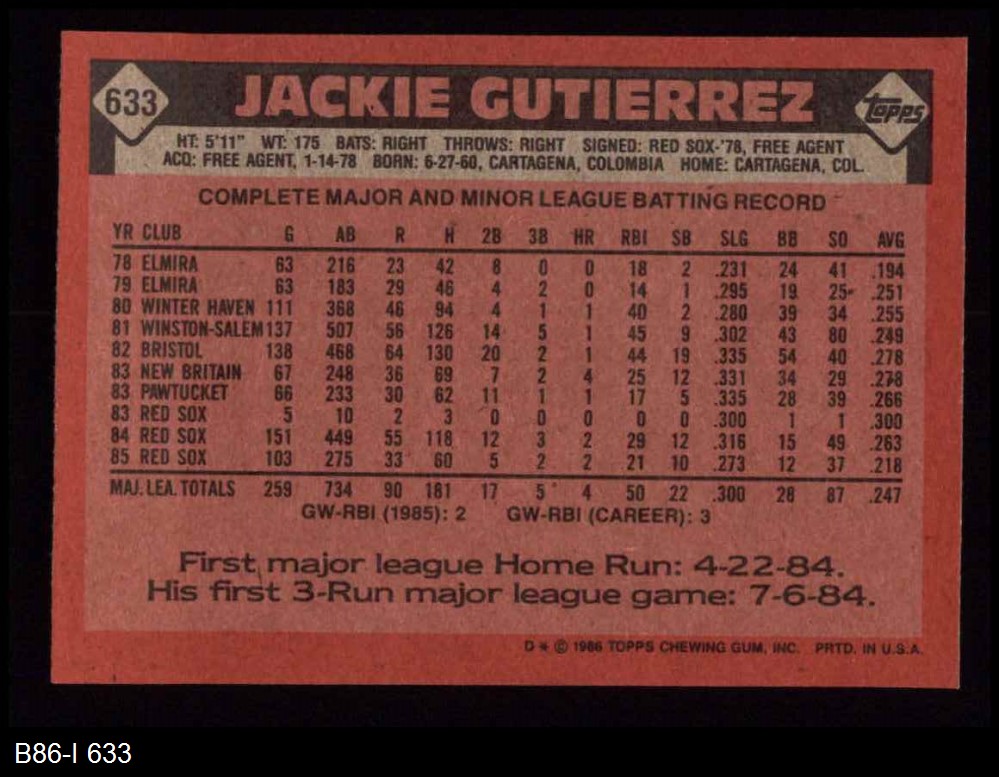 633 JACKIE GUTIERREZ Topps
HT: 5'11" WT: 175 BATS: RIGHT THROWS: RIGHT SIGNED: RED SOX-'78, FREE AGENT
ACQ: FREE AGENT, 1-14-78 BORN: 6-27-60, CARTAGENA, COLOMBIA HOME: CARTAGENA, COL.
COMPLETE MAJOR AND MINOR LEAGUE BATTING RECORD
YR CLUB G AB R H 2B 3B HR RBI SB SLG BB SO AVG
78 ELMIRA 63 216 23 42 8 0 0 18 2 .231 24 41 .194
79 ELMIRA 63 183 29 46 4 2 0 14 1 .295 19 25 .251
80 WINTER HAVEN 111 368 46 94 4 1 1 40 2 .280 39 34 .255
81 WINSTON-SALEM 137 507 56 126 14 5 1 45 9 .302 43 80 .249
82 BRISTOL 138 468 64 130 20 2 1 44 19 .335 54 40 .278
83 NEW BRITAIN 67 248 36 69 7 2 4 25 12 .331 34 29 .278
83 PAWTUCKET 66 233 30 62 11 1 1 17 5 .335 28 39 .266
83 RED SOX 5 10 2 3 0 0 0 0 0 .300 1 1 .300
84 RED SOX 151 449 55 118 12 3 2 29 12 .316 15 49 .263
85 RED SOX 103 275 33 60 5 2 2 21 10 .273 12 37 .218
MAJ. LEA. TOTALS 259 734 90 181 17 5 4 50 22 .300 28 87 .247
GW-RBI (1985): 2 GW-RBI (CAREER): 3
First major league Home Run: 4-22-84.
His first 3-Run major league game: 7-6-84.
D * © 1986 TOPPS CHEWING GUM, INC. PRTD. IN U.S.A.
B86-I 633